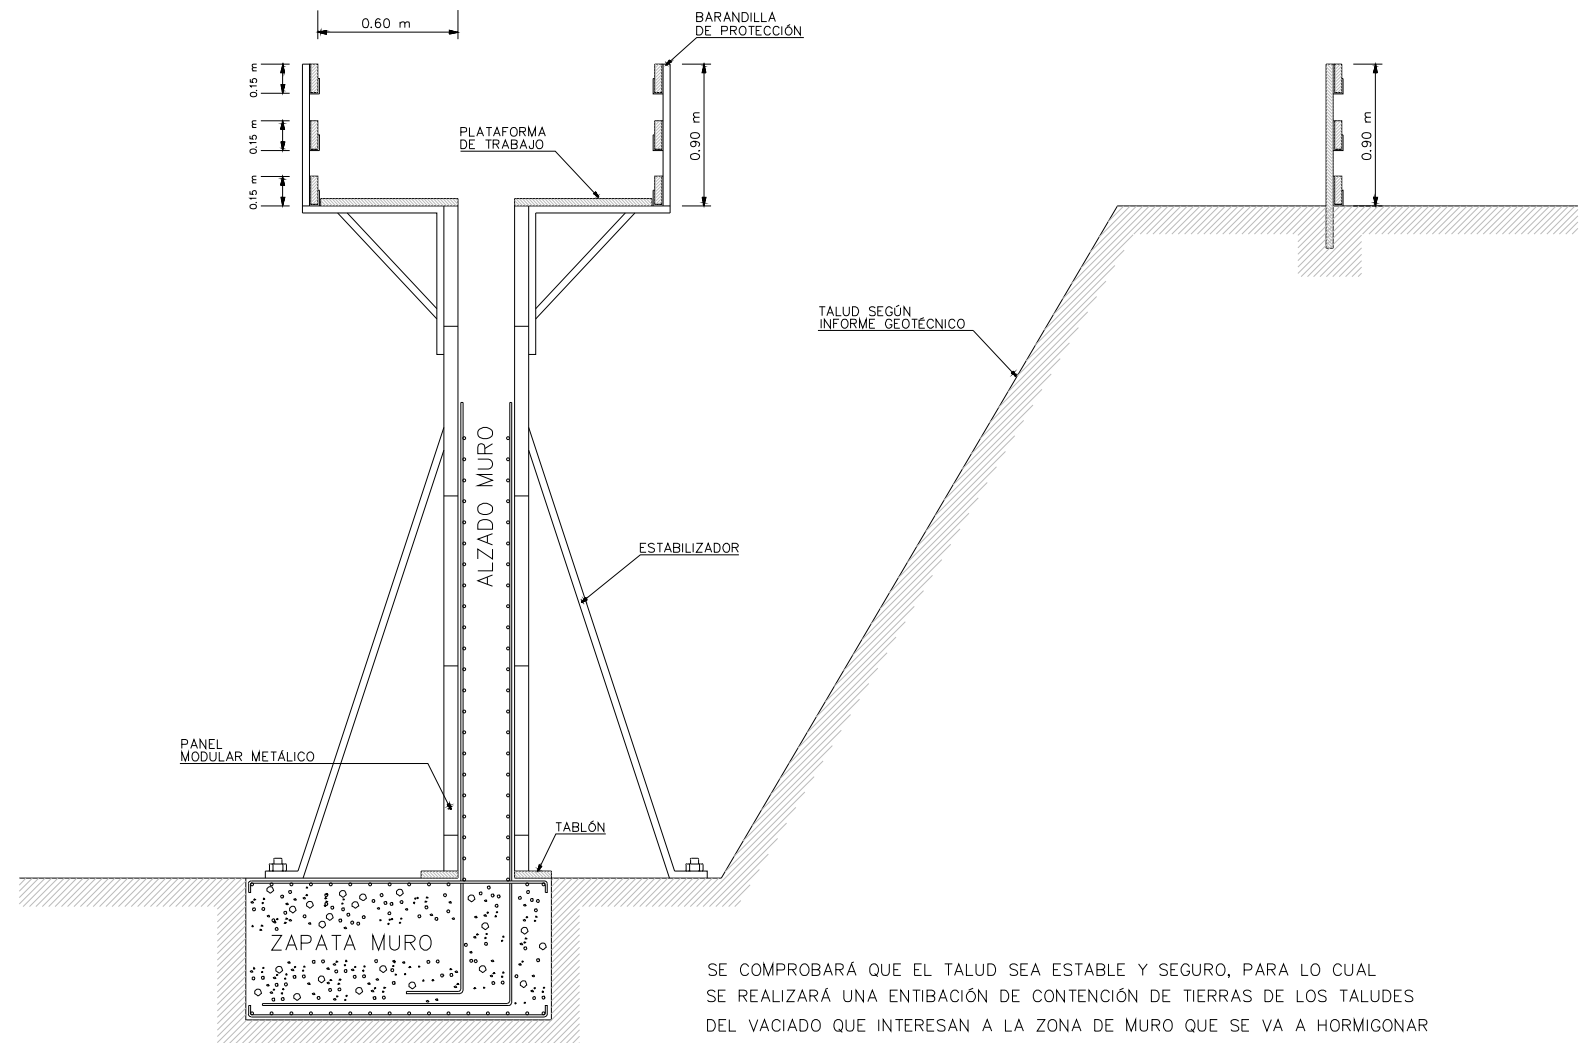 0.60 m
BARANDILLA
DE PROTECCIÓN
0.15 m
0.15 m
0.15 m
PLATAFORMA
DE TRABAJO
0.90 m
0.90 m
TALUD SEGÚN
INFORME GEOTÉCNICO
ALZADO MURO
ESTABILIZADOR
PANEL
MODULAR METÁLICO
TABLÓN
ZAPATA MURO
SE COMPROBARÁ QUE EL TALUD SEA ESTABLE Y SEGURO, PARA LO CUAL
SE REALIZARÁ UNA ENTIBACIÓN DE CONTENCIÓN DE TIERRAS DE LOS TALUDES
DEL VACIADO QUE INTERESAN A LA ZONA DE MURO QUE SE VA A HORMIGONAR